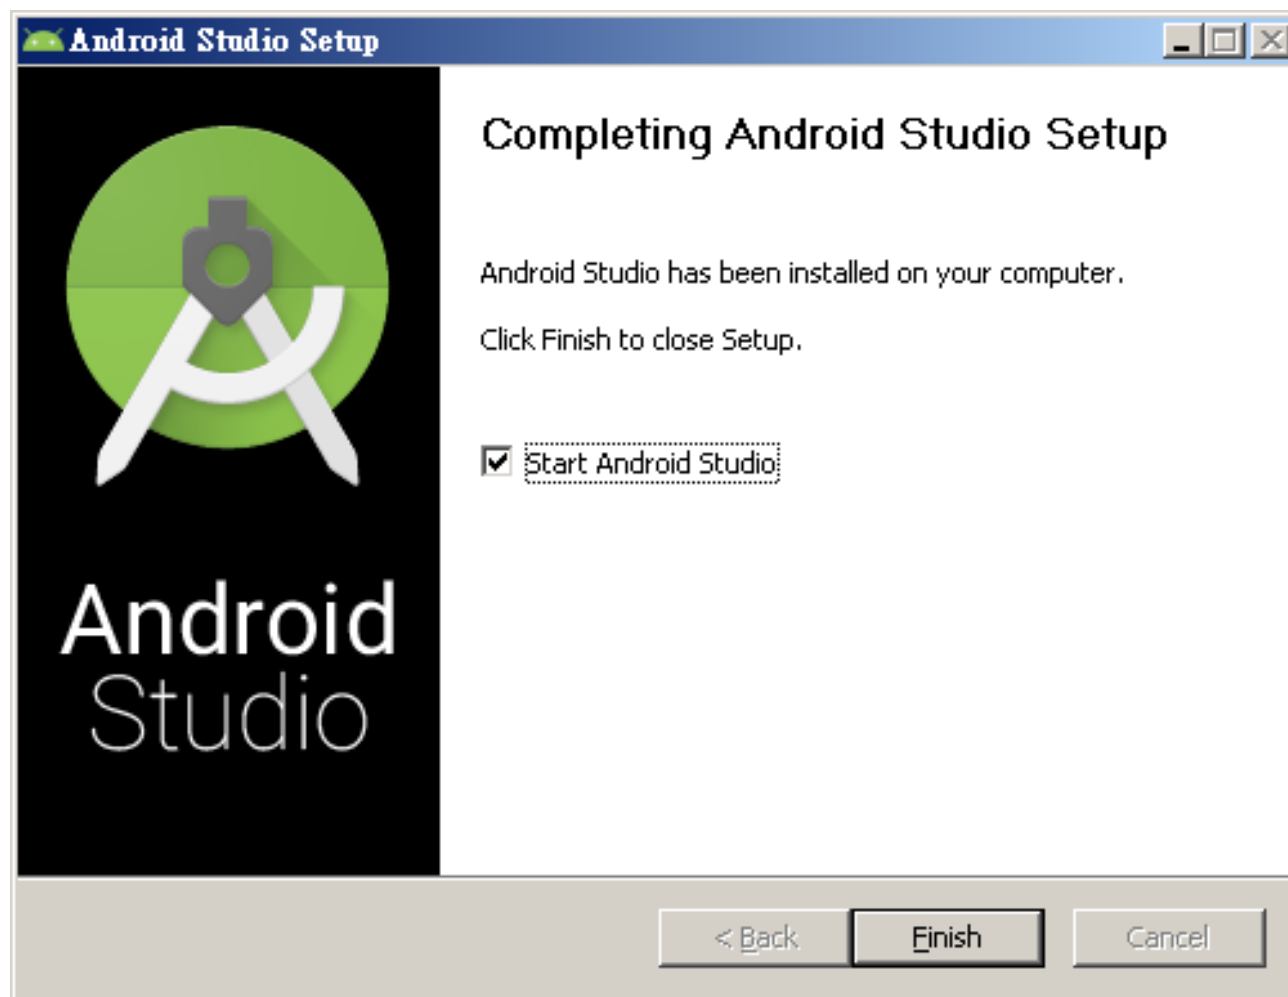 Android Studio Setup
Completing Android Studio Setup
Android Studio has been installed on your computer.
Click Finish to close Setup.
Start Android Studio
Android
Studio
< Back
Finish
Cancel